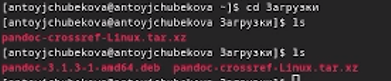 [antoyjchubekova@antoyjchubekova ~]$ cd Загрузки
[antoyjchubekova@antoyjchubekova Загрузки]$ ls
pandoc-crossref-Linux.tar.xz
[antoyjchubekova@antoyjchubekova Загрузки]$ ls
pandoc-3.1.3-1-amd64.deb pandoc-crossref-Linux.tar.xz